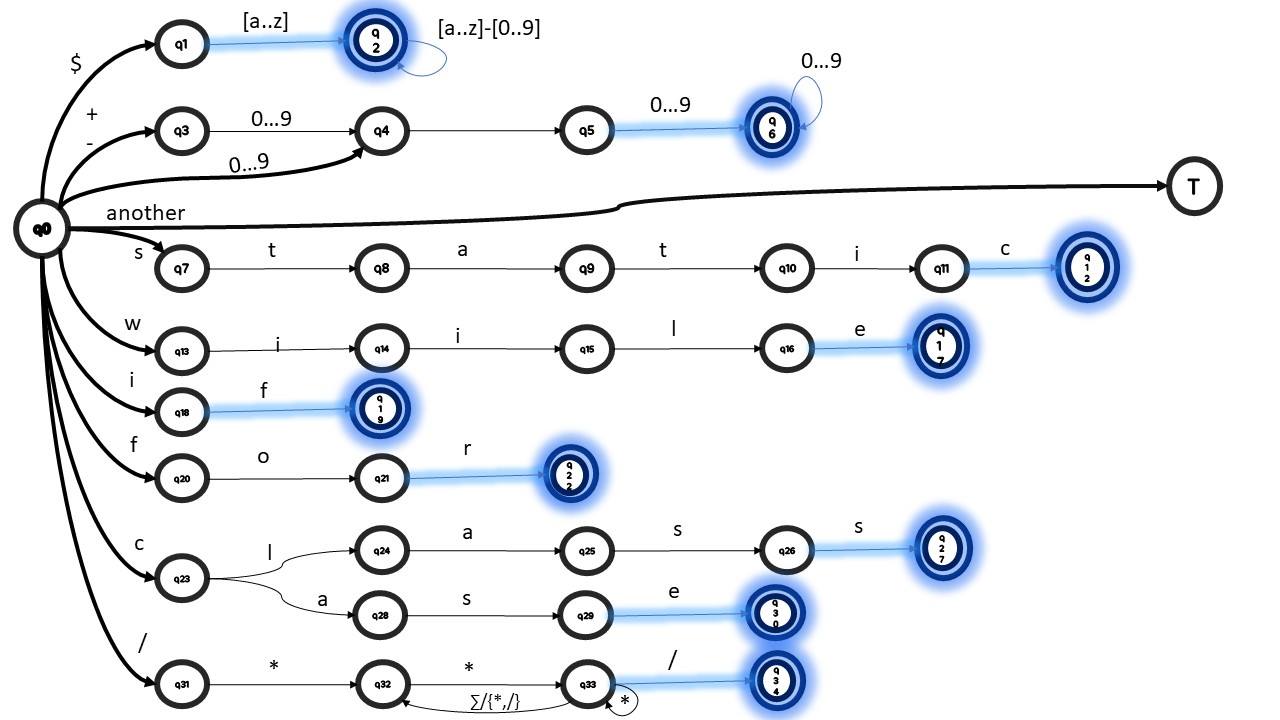 $ q1 [a..z] q2 [a..z]-[0..9]
+
- q3 0...9 q4 q5 0...9 q6 0...9
0...9
q0 another T
s q7 t q8 a q9 t q10 i q11 c q12
w q13 i q14 i q15 l q16 e q17
i q18 f q19
f q20 o q21 r q22
c q23 l q24 a q25 s q26 s q27
a q28 s q29 e q30
/ q31 * q32 * q33 / q34
∑/{*,/} *